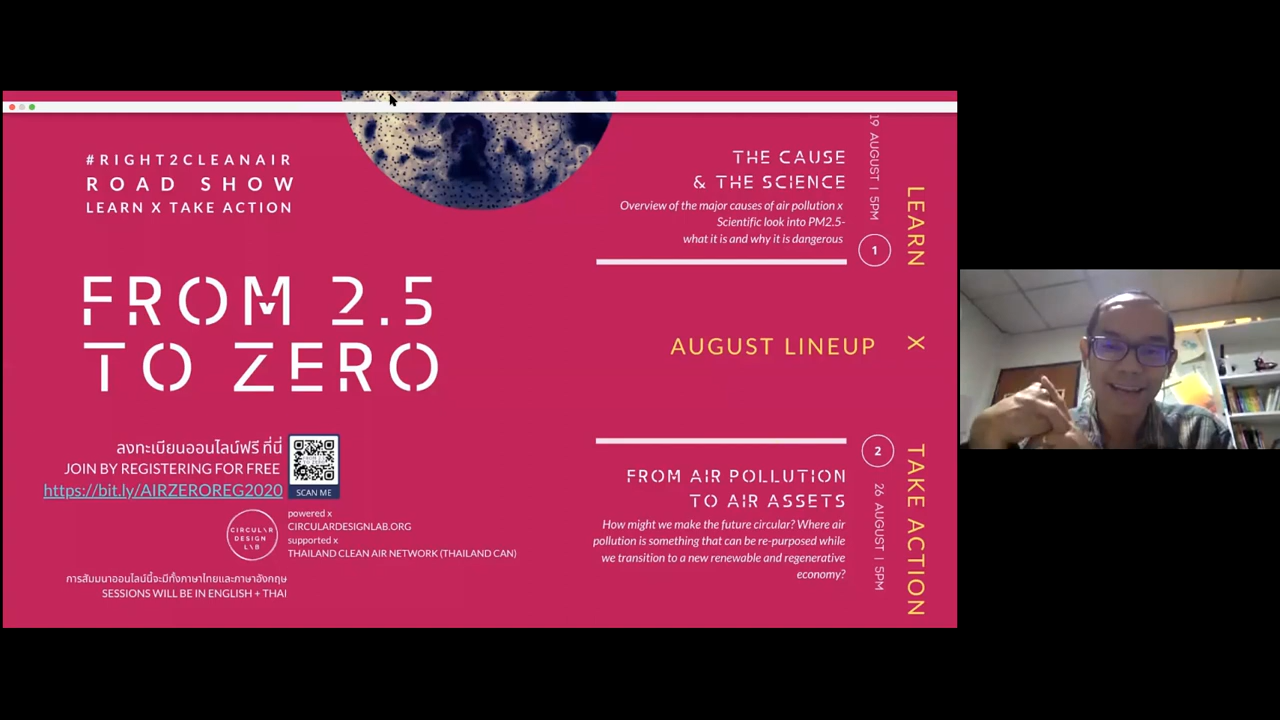 #RIGHT2CLEANAIR
ROAD SHOW
LEARN X TAKE ACTION
FROM 2.5
TO ZERO
ลงทะเบียนออนไลน์ฟรี ที่นี่
JOIN BY REGISTERING FOR FREE
https://bit.ly/AIRZEROREG2020
SCAN ME
CIRCULAR
DESIGN
LAB
powered x
CIRCULARDESIGNLAB.ORG
supported x
THAILAND CLEAN AIR NETWORK (THAILAND CAN)
การสัมมนาออนไลน์นี้จะมีทั้งภาษาไทยและภาษาอังกฤษ
SESSIONS WILL BE IN ENGLISH + THAI
THE CAUSE
& THE SCIENCE
Overview of the major causes of air pollution x
Scientific look into PM2.5-
what it is and why it is dangerous
19 AUGUST | 5PM
1
LEARN
AUGUST LINEUP
X
2
FROM AIR POLLUTION
TO AIR ASSETS
How might we make the future circular? Where air
pollution is something that can be re-purposed while
we transition to a new renewable and regenerative
economy?
26 AUGUST | 5PM
TAKE ACTION